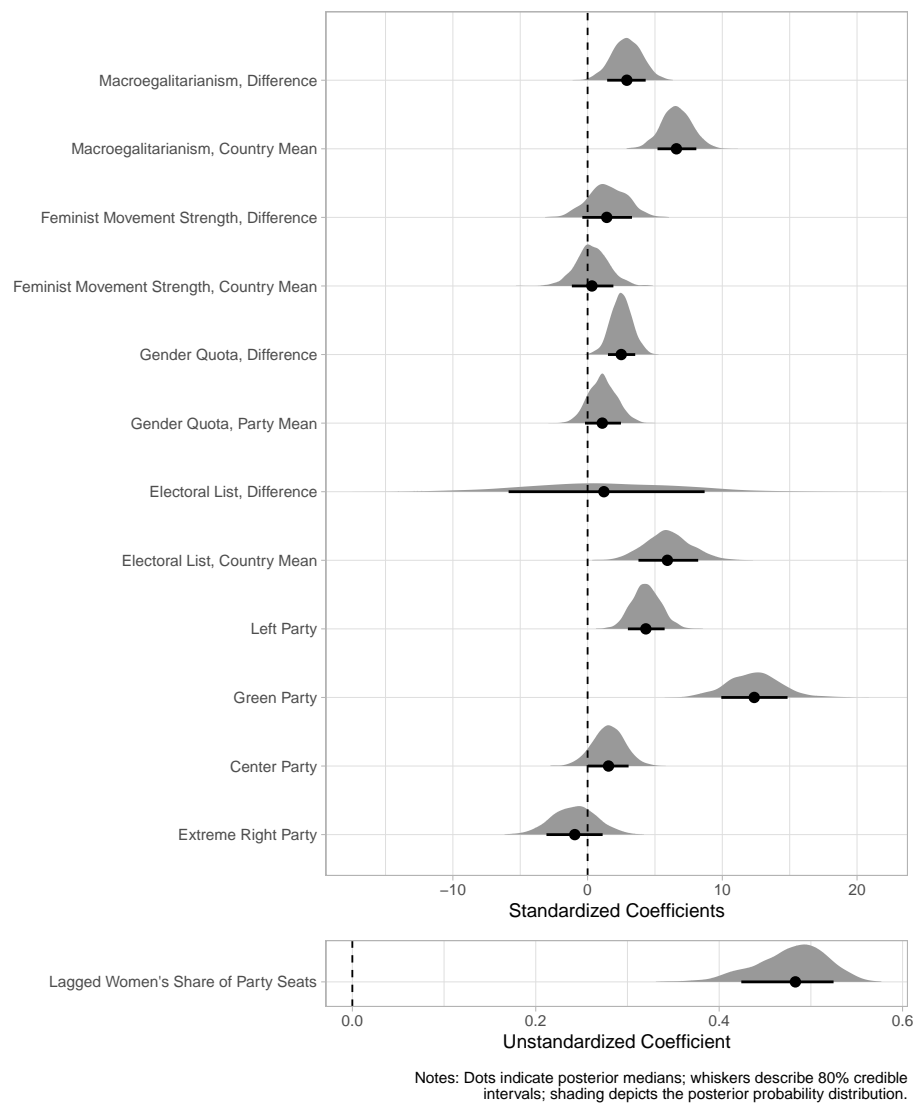 Macroegalitarianism, Difference
Macroegalitarianism, Country Mean
Feminist Movement Strength, Difference
Feminist Movement Strength, Country Mean
Gender Quota, Difference
Gender Quota, Party Mean
Electoral List, Difference
Electoral List, Country Mean
Left Party
Green Party
Center Party
Extreme Right Party
−10 0 10 20
Standardized Coefficients
Lagged Women's Share of Party Seats
0.0 0.2 0.4 0.6
Unstandardized Coefficient
Notes: Dots indicate posterior medians; whiskers describe 80% credible
intervals; shading depicts the posterior probability distribution.